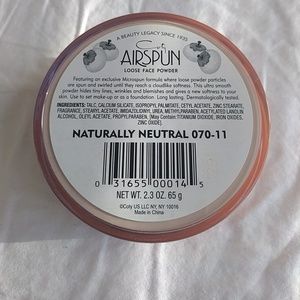 A BEAUTY LEGACY SINCE 1935
Coty
AIRSPUN
LOOSE FACE POWDER
Featuring an exclusive Microspun formula where loose powder particles
are spun and swirled until they reach a cloudlike softness. This ultra smooth
powder hides tiny lines, wrinkles and blemishes and gives a new softness to your
skin. Use to set make-up or as a foundation. Long lasting. Dermatologically tested.
INGREDIENTS: TALC, CALCIUM SILICATE, ISOPROPYL PALMITATE, CETYL ACETATE, ZINC STEARATE,
FRAGRANCE, STEARYL ACETATE, IMIDAZOLIDINYL UREA, METHYLPARABEN, ACETYLATED LANOLIN
ALCOHOL, OLEYL ACETATE, PROPYLPARABEN, (May Contain: TITANIUM DIOXIDE, IRON OXIDES,
ZINC OXIDE).
NATURALLY NEUTRAL 070-11
0 31655 00014 5
NET WT. 2.3 OZ. 65 g
©Coty US LLC NY, NY 10016
Made in China